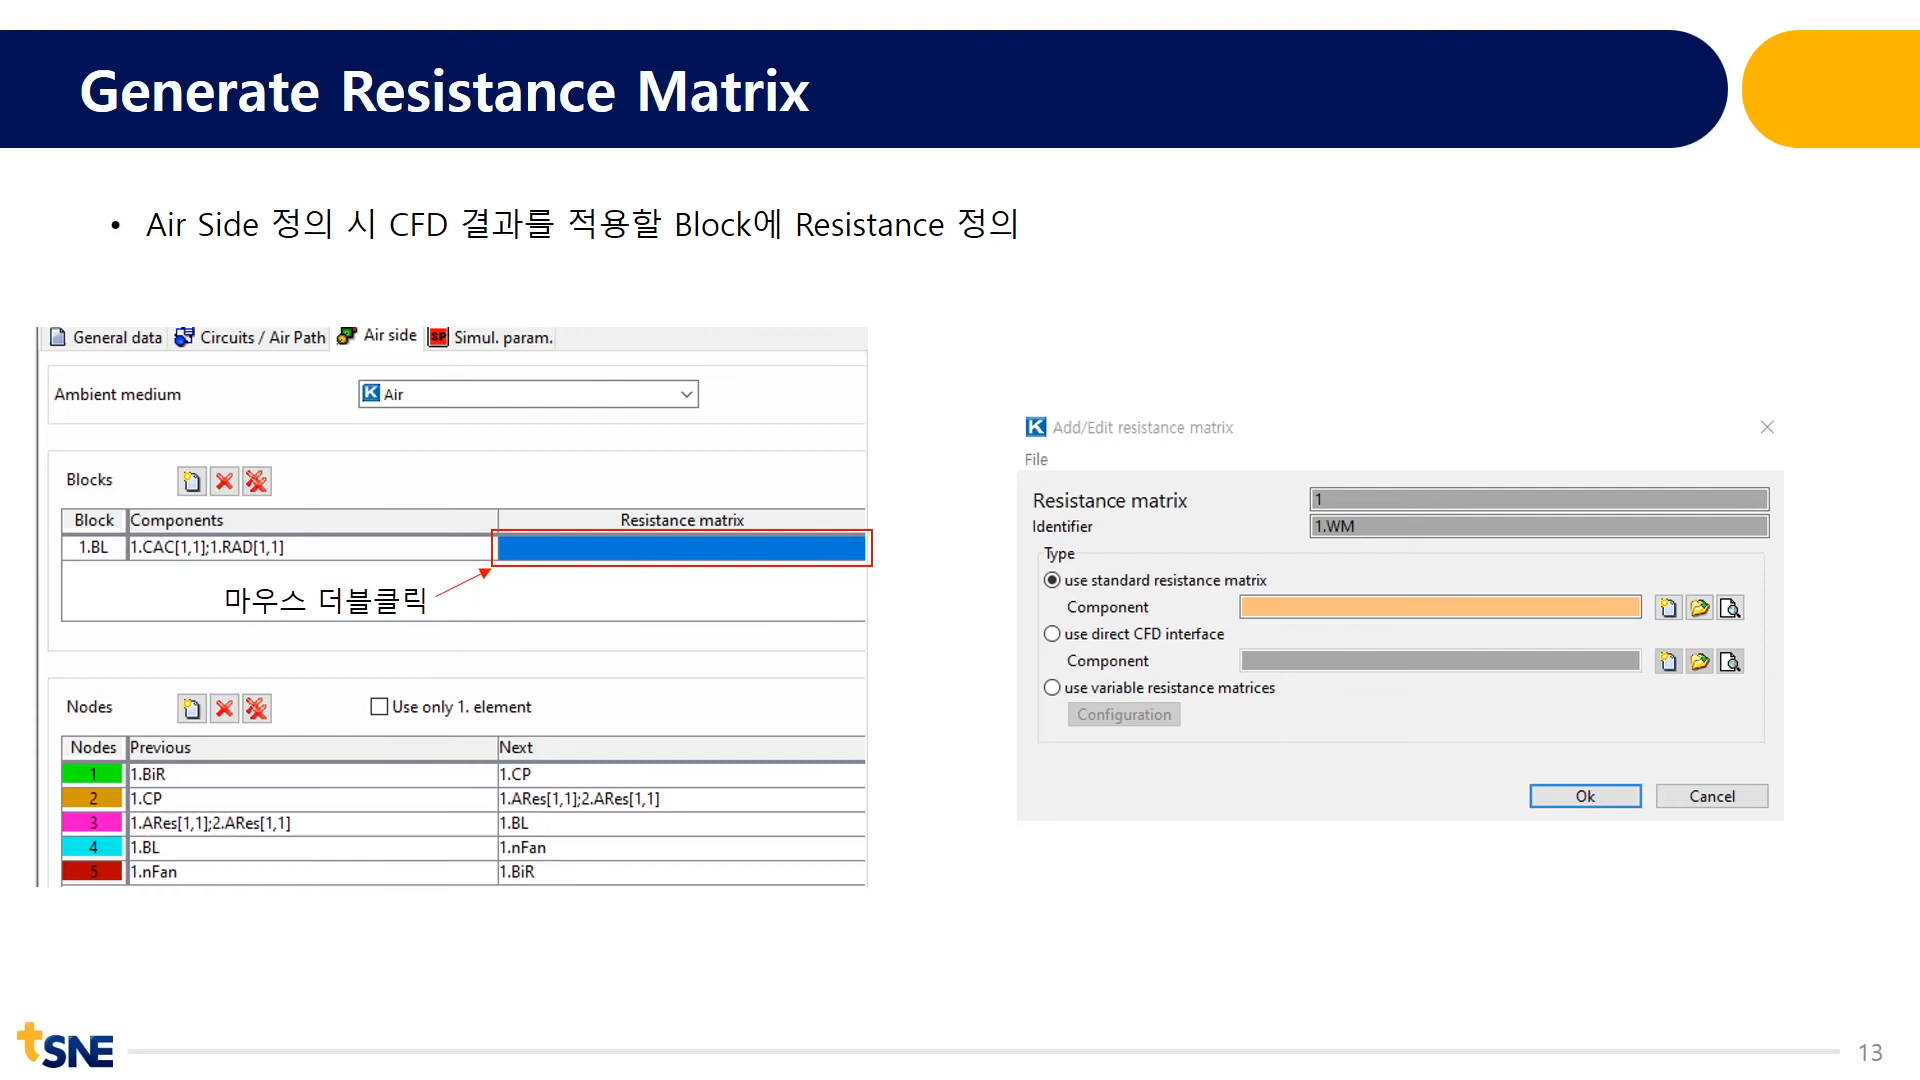 Generate Resistance Matrix
• Air Side 정의 시 CFD 결과를 적용할 Block에 Resistance 정의
General data Circuits / Air Path Air side SP Simul. param.
Ambient medium K Air
Blocks
Block Components Resistance matrix
1.BL 1.CAC[1,1];1.RAD[1,1]
마우스 더블클릭
Nodes Use only 1. element
Nodes Previous Next
1 1.BiR 1.CP
2 1.CP 1.ARes[1,1];2.ARes[1,1]
3 1.ARes[1,1];2.ARes[1,1] 1.BL
4 1.BL 1.nFan
5 1.nFan 1.BiR
K Add/Edit resistance matrix
File
Resistance matrix 1
Identifier 1.WM
Type
use standard resistance matrix
Component
use direct CFD interface
Component
use variable resistance matrices
Configuration
Ok Cancel
tSNE
13